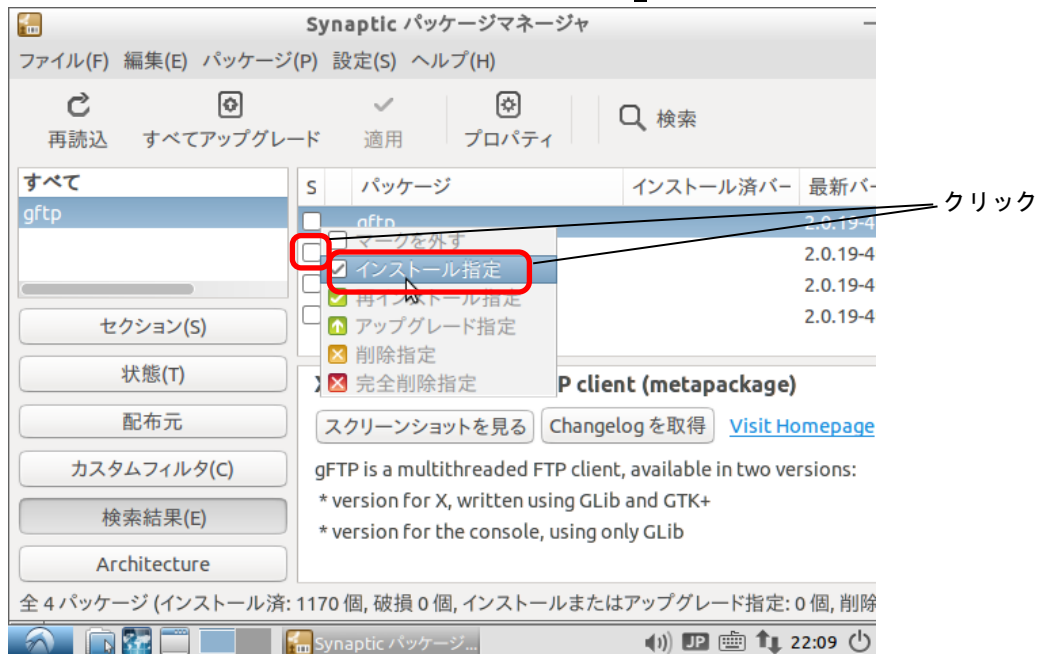 Synaptic パッケージマネージャ
ファイル(F) 編集(E) パッケージ(P) 設定(S) ヘルプ(H)
再読込 すべてアップグレード 適用 プロパティ 検索
すべて
gftp
S パッケージ インストール済バー 最新バー
gftp 2.0.19-4
マークを外す
2.0.19-4
インストール指定
再インストール指定
2.0.19-4
アップグレード指定
2.0.19-4
削除指定
完全削除指定
クリック
セクション(S)
状態(T)
配布元
カスタムフィルタ(C)
検索結果(E)
Architecture
P client (metapackage)
スクリーンショットを見る Changelog を取得 Visit Homepage
gFTP is a multithreaded FTP client, available in two versions:
* version for X, written using GLib and GTK+
* version for the console, using only GLib
全 4 パッケージ (インストール済: 1170 個, 破損 0 個, インストールまたはアップグレード指定: 0 個, 削除
Synaptic パッケージ... JP 22:09